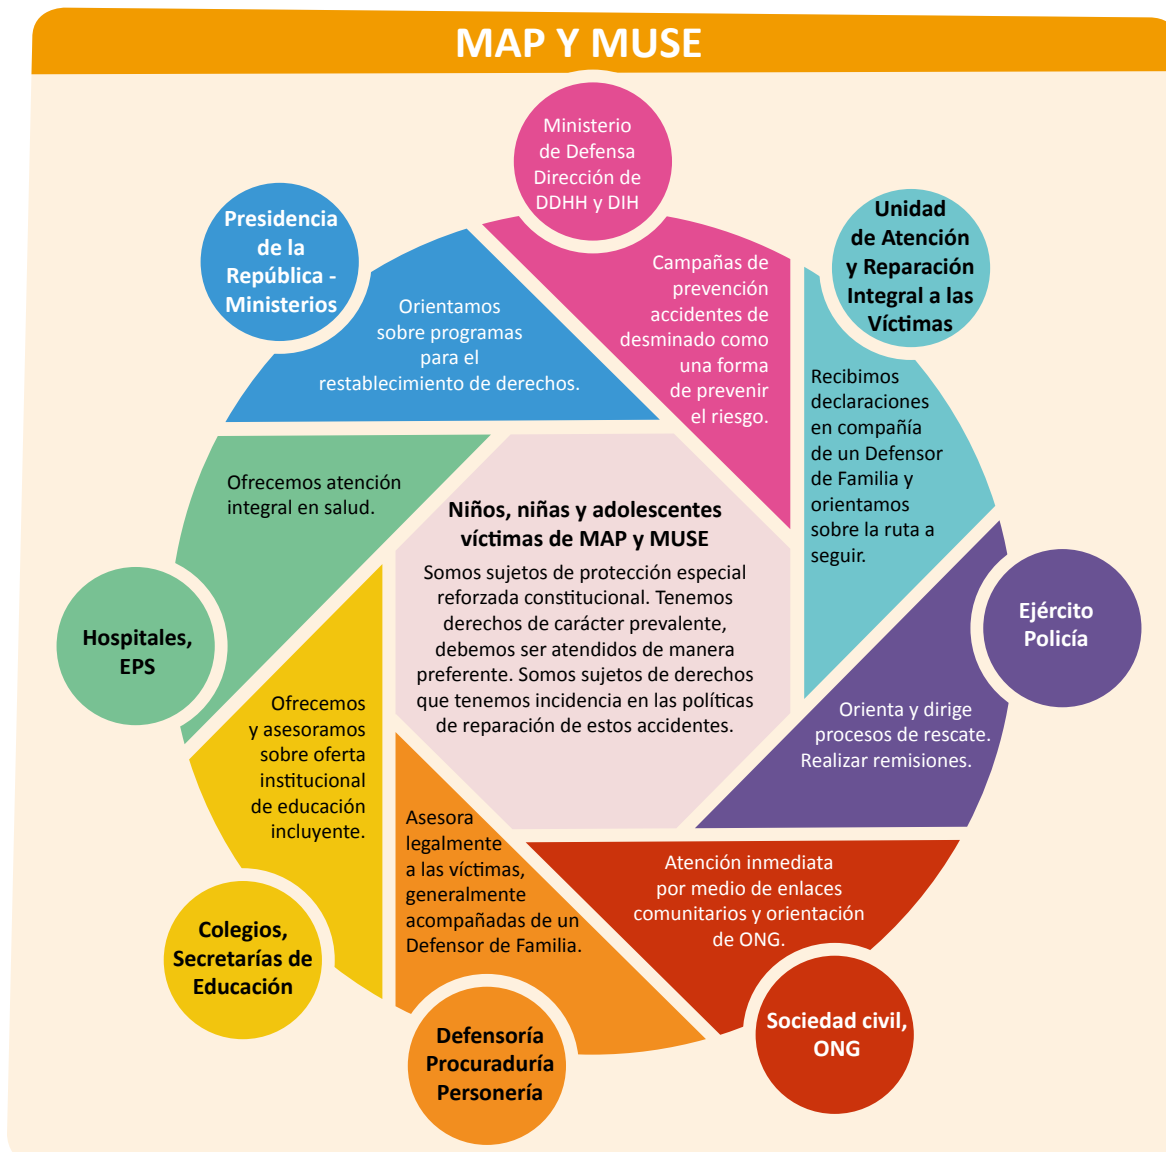 MAP Y MUSE
Ministerio
de Defensa
Dirección de
DDHH y DIH
Campañas de
prevención
accidentes de
desminado como
una forma
de prevenir
el riesgo.
Unidad
de Atención
y Reparación
Integral a las
Víctimas
Recibimos
declaraciones
en compañía
de un Defensor
de Familia y
orientamos
sobre la ruta a
seguir.
Ejército
Policía
Orienta y dirige
procesos de rescate.
Realizar remisiones.
Sociedad civil,
ONG
Atención inmediata
por medio de enlaces
comunitarios y orientación
de ONG.
Defensoría
Procuraduría
Personería
Asesora
legalmente
a las víctimas,
generalmente
acompañadas de un
Defensor de Familia.
Colegios,
Secretarías de
Educación
Ofrecemos
y asesoramos
sobre oferta
institucional
de educación
incluyente.
Hospitales,
EPS
Ofrecemos atención
integral en salud.
Presidencia
de la
República -
Ministerios
Orientamos
sobre programas
para el
restablecimiento de derechos.
Niños, niñas y adolescentes
víctimas de MAP y MUSE
Somos sujetos de protección especial
reforzada constitucional. Tenemos
derechos de carácter prevalente,
debemos ser atendidos de manera
preferente. Somos sujetos de derechos
que tenemos incidencia en las políticas
de reparación de estos accidentes.